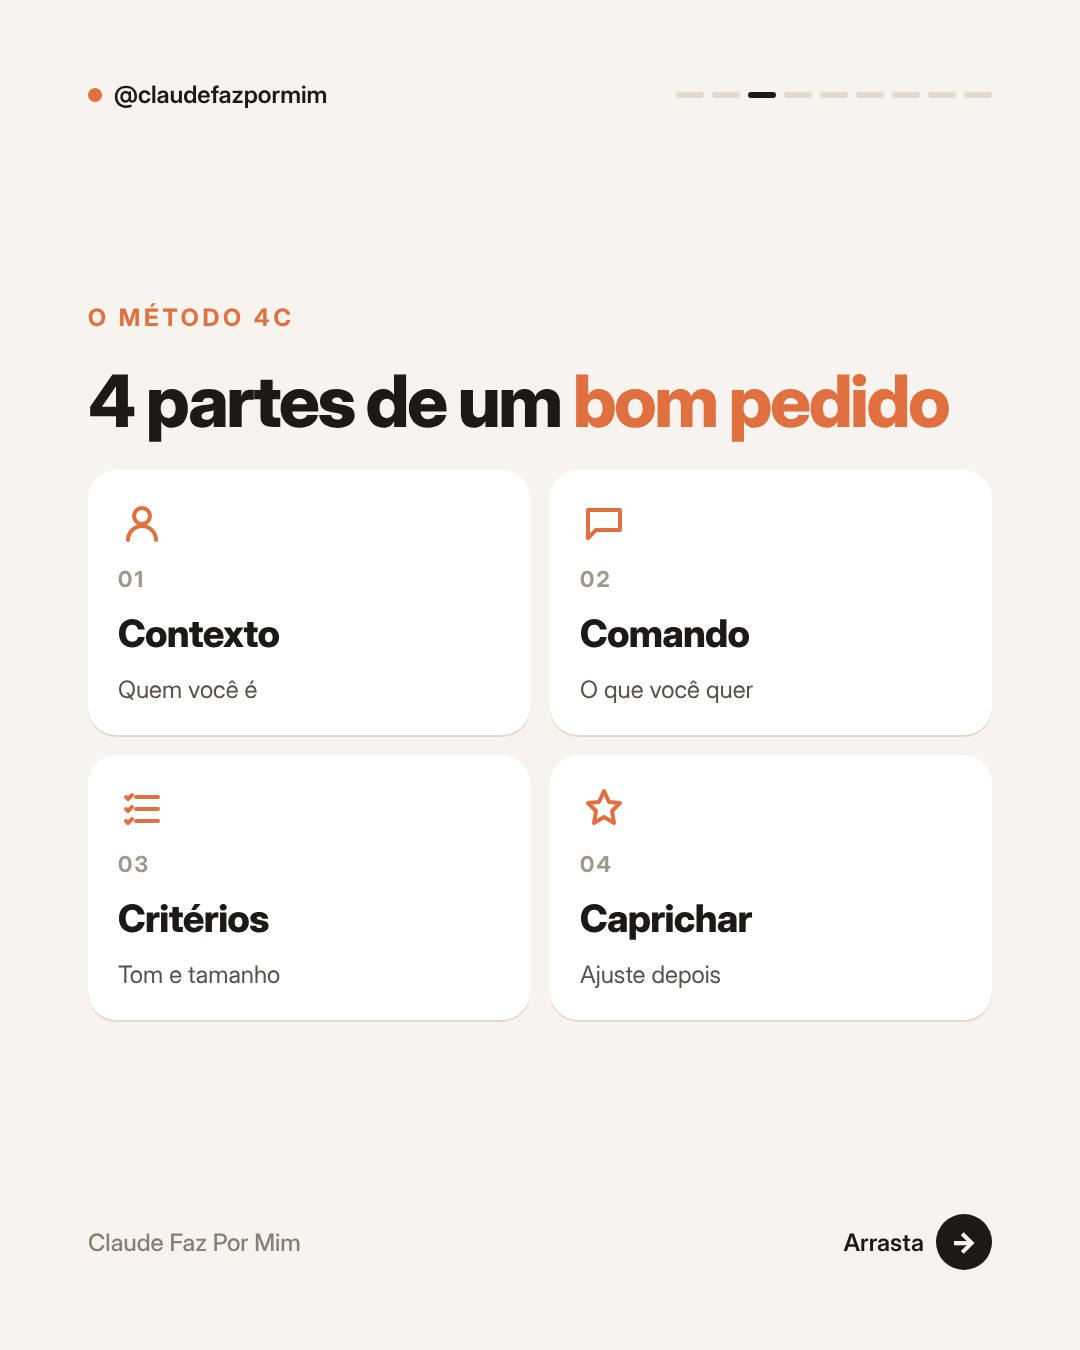 @claudefazpormim
O MÉTODO 4C
4 partes de um bom pedido
01
Contexto
Quem você é
02
Comando
O que você quer
03
Critérios
Tom e tamanho
04
Caprichar
Ajuste depois
Claude Faz Por Mim
Arrasta